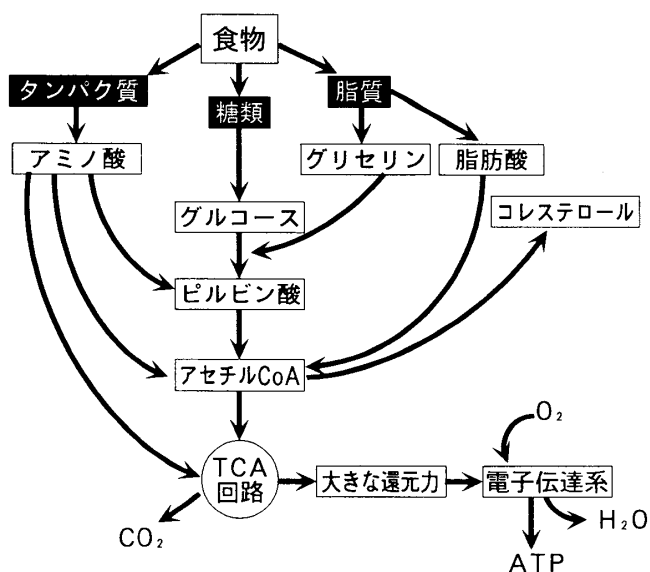 食物
タンパク質
糖類
脂質
アミノ酸
グリセリン
脂肪酸
グルコース
コレステロール
ピルビン酸
アセチルCoA
O₂
TCA
回路
大きな還元力
電子伝達系
CO₂
H₂O
ATP